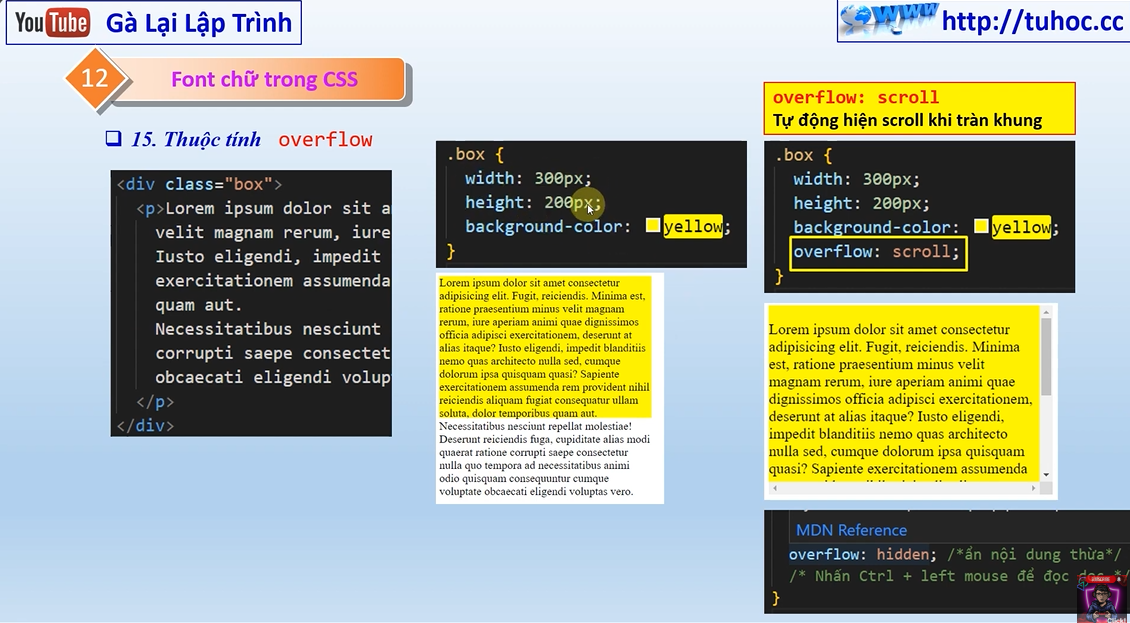 YouTube Gà Lại Lập Trình
http://tuhoc.cc
12 Font chữ trong CSS
15. Thuộc tính overflow
<div class="box">
<p>Lorem ipsum dolor sit a
velit magnam rerum, iure
Iusto eligendi, impedit
exercitationem assumenda
quam aut.
Necessitatibus nesciunt
corrupti saepe consectet
obcaecati eligendi volup
</p>
</div>
.box {
width: 300px;
height: 200px;
background-color: yellow;
}
Lorem ipsum dolor sit amet consectetur
adipisicing elit. Fugit, reiciendis. Minima est,
ratione praesentium minus velit magnam
rerum, iure aperiam animi quae dignissimos
officia adipisci exercitationem, deserunt at
alias itaque? Iusto eligendi, impedit blanditiis
nemo quas architecto nulla sed, cumque
dolorum ipsa quisquam quasi? Sapiente
exercitationem assumenda rem provident nihil
reiciendis aliquam fugiat consequatur ullam
soluta, dolor temporibus quam aut.
Necessitatibus nesciunt repellat molestiae!
Deserunt reiciendis fuga, cupiditate alias modi
quaerat ratione corrupti saepe consectetur
nulla quo tempora ad necessitatibus animi
odio quisquam consequuntur cumque
voluptate obcaecati eligendi voluptas vero.
overflow: scroll
Tự động hiện scroll khi tràn khung
.box {
width: 300px;
height: 200px;
background-color: yellow;
overflow: scroll;
}
Lorem ipsum dolor sit amet consectetur
adipisicing elit. Fugit, reiciendis. Minima
est, ratione praesentium minus velit
magnam rerum, iure aperiam animi quae
dignissimos officia adipisci exercitationem,
deserunt at alias itaque? Iusto eligendi,
impedit blanditiis nemo quas architecto
nulla sed, cumque dolorum ipsa quisquam
quasi? Sapiente exercitationem assumenda
MDN Reference
overflow: hidden; /*ẩn nội dung thừa*/
/* Nhấn Ctrl + left mouse để đọc doc */
}